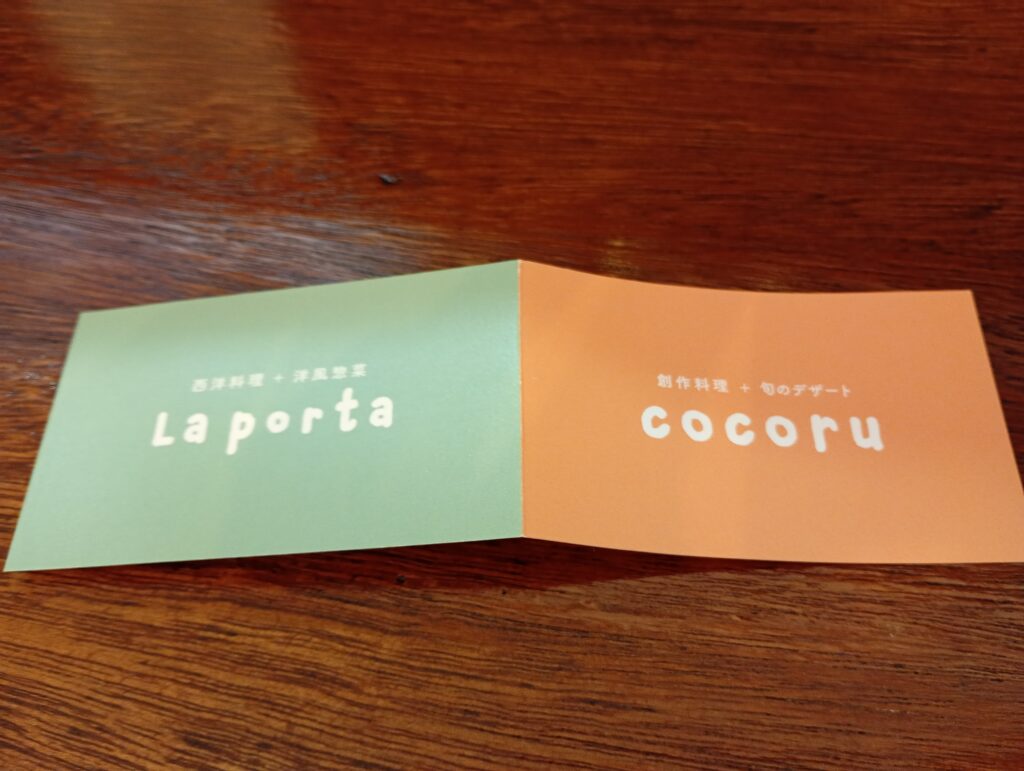 西洋料理 + 洋風惣菜
La porta
創作料理 + 旬のデザート
cocoru